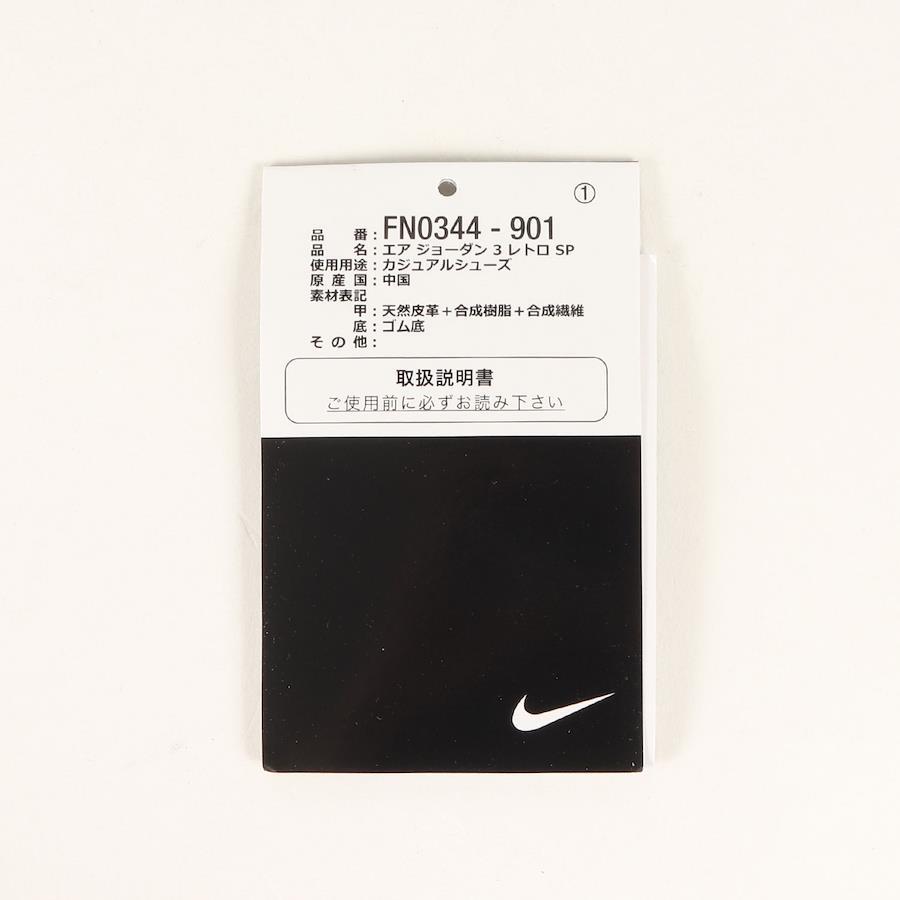 ①
品番：FN0344 - 901
品名：エア ジョーダン 3 レトロ SP
使用用途：カジュアルシューズ
原産国：中国
素材表記
甲：天然皮革＋合成樹脂＋合成繊維
底：ゴム底
その他：
取扱説明書
ご使用前に必ずお読み下さい